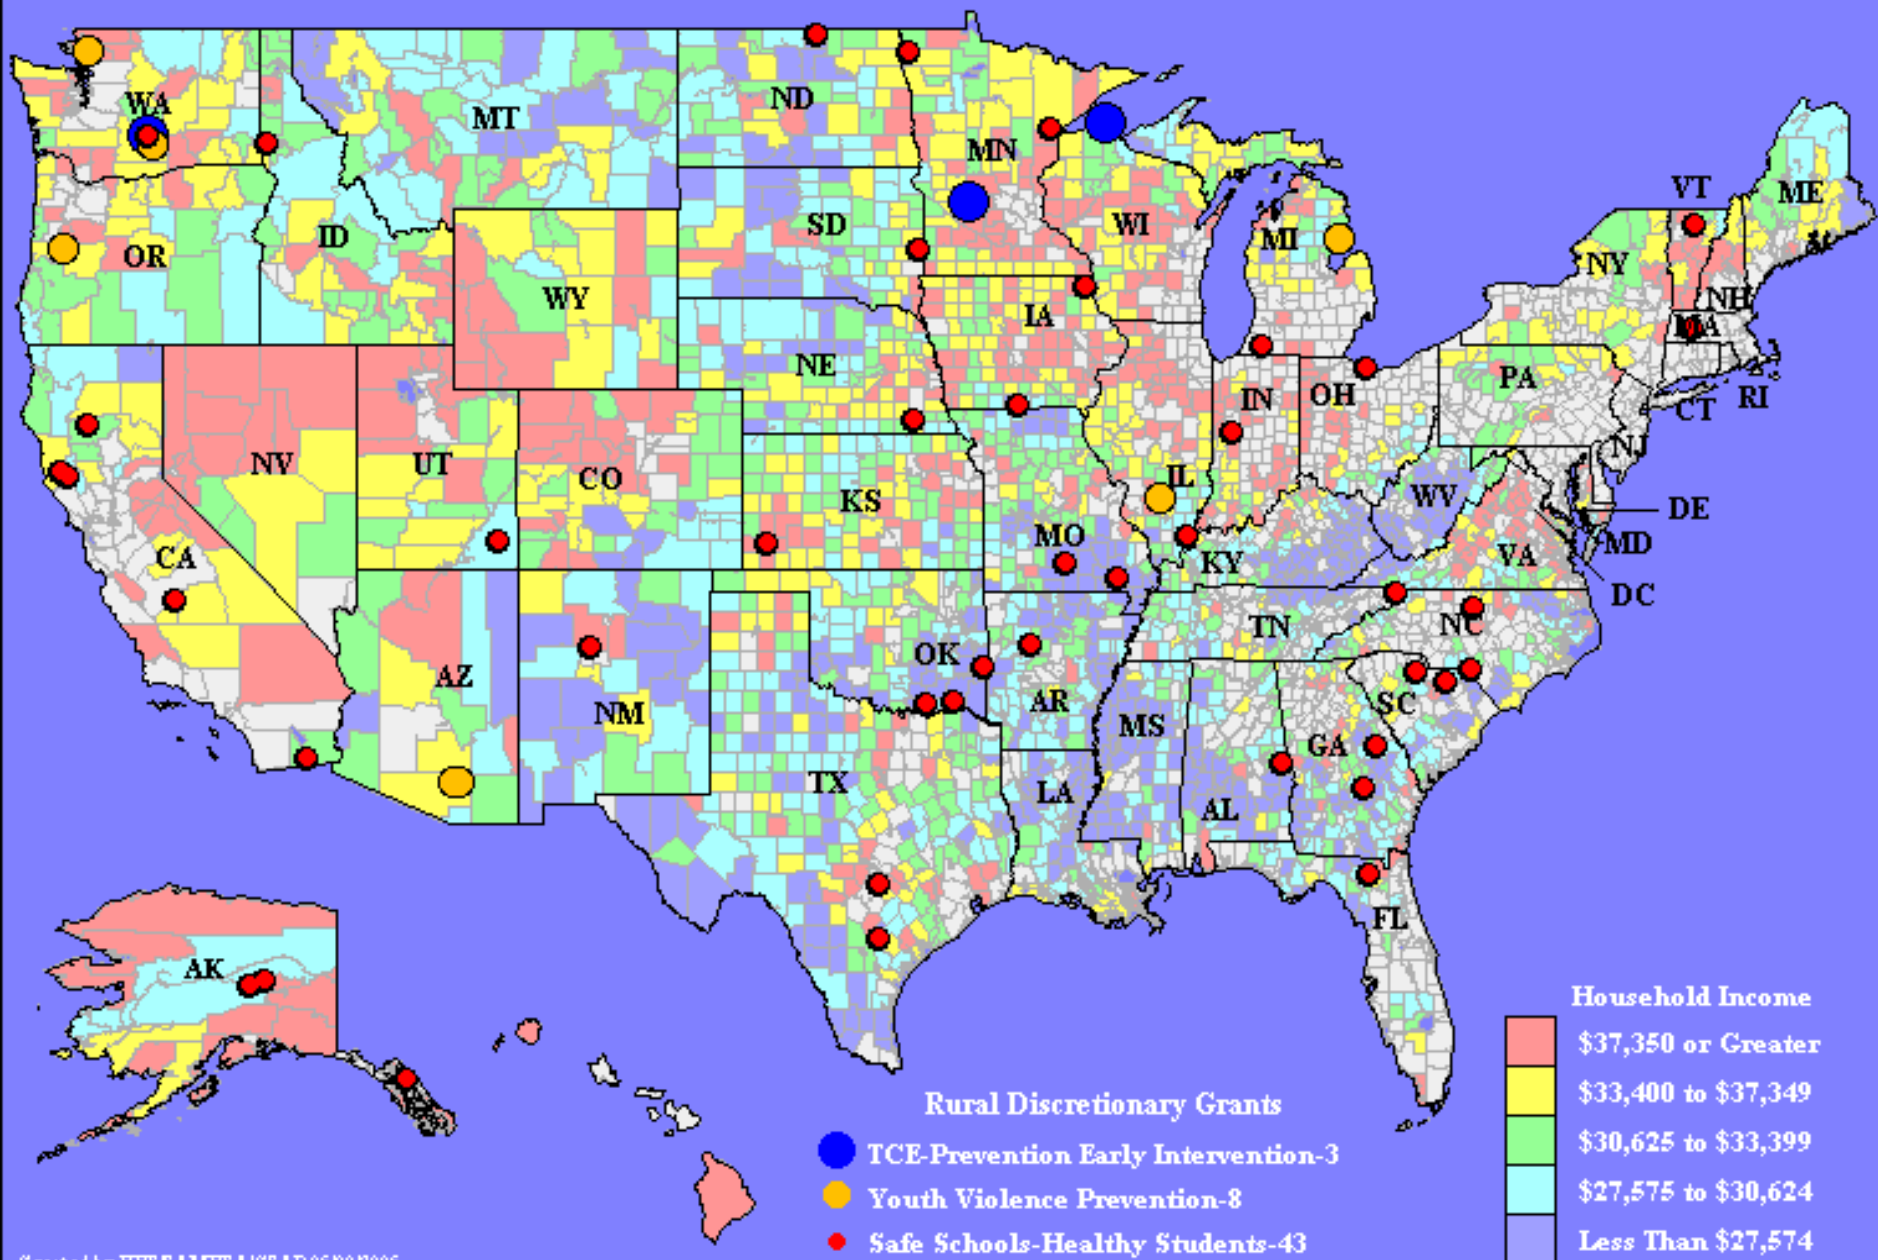 WA
MT
ND
MN
VT
ME
OR
ID
SD
WI
MI
NY
WY
IA
NH
MA
NE
PA
IN
OH
CT
RI
NV
UT
CO
KS
IL
NJ
WV
DE
CA
MO
KY
VA
MD
DC
TN
NC
AZ
NM
OK
AR
SC
MS
GA
TX
LA
AL
FL
AK
Household Income
$37,350 or Greater
$33,400 to $37,349
$30,625 to $33,399
$27,575 to $30,624
Less Than $27,574
Rural Discretionary Grants
TCE-Prevention Early Intervention-3
Youth Violence Prevention-8
Safe Schools-Healthy Students-43